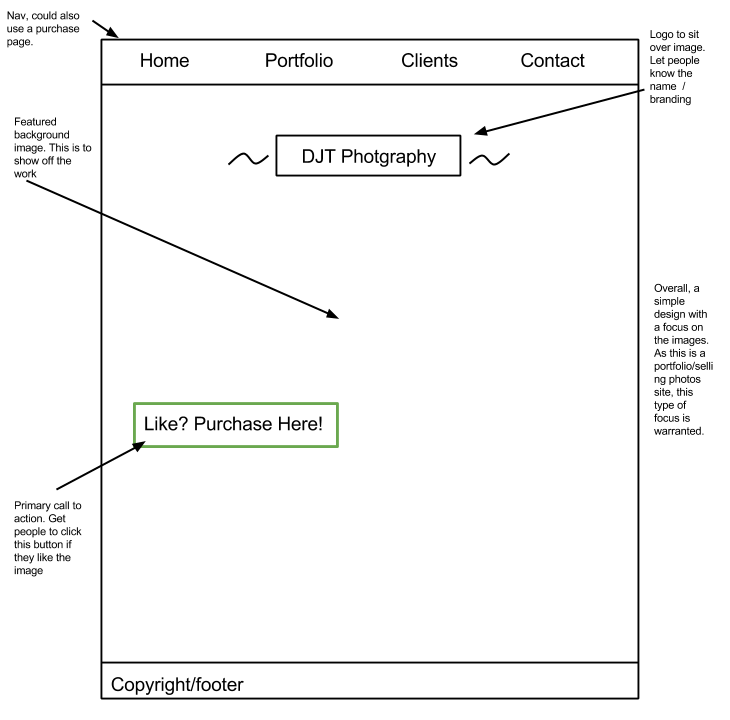 Nav, could also
use a purchase
page.
Home Portfolio Clients Contact
Logo to sit
over image.
Let people
know the
name /
branding
Featured
background
image. This is to
show off the
work
DJT Photgraphy
Overall, a
simple
design with
a focus on
the images.
As this is a
portfolio/selli
ng photos
site, this
type of
focus is
warranted.
Like? Purchase Here!
Primary call to
action. Get
people to click
this button if
they like the
image
Copyright/footer